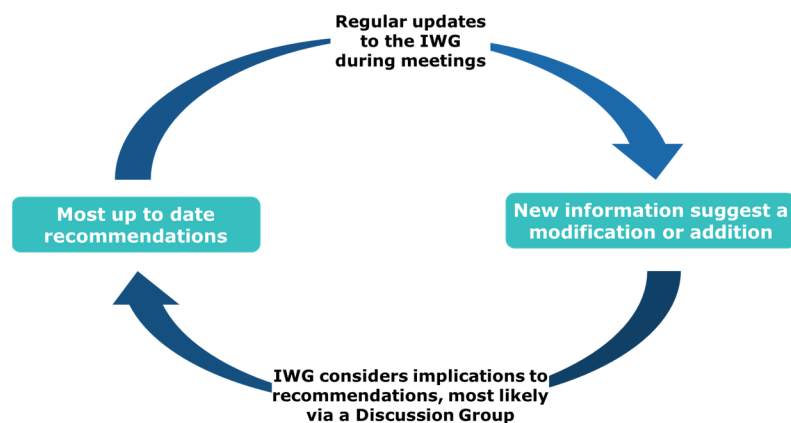 Regular updates
to the IWG
during meetings
Most up to date
recommendations
New information suggest a
modification or addition
IWG considers implications to
recommendations, most likely
via a Discussion Group